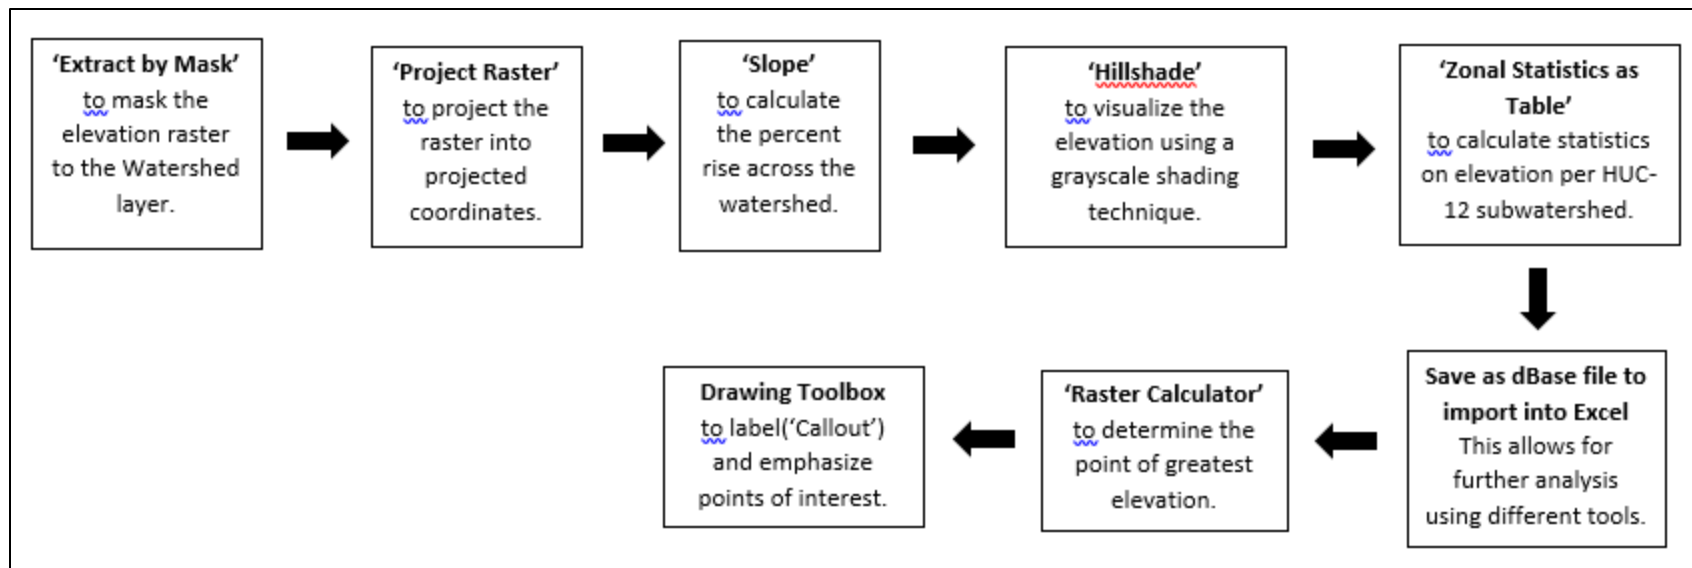 ‘Extract by Mask’
to mask the
elevation raster
to the Watershed
layer.
‘Project Raster’
to project the
raster into
projected
coordinates.
‘Slope’
to calculate
the percent
rise across the
watershed.
‘Hillshade’
to visualize the
elevation using a
grayscale shading
technique.
‘Zonal Statistics as
Table’
to calculate statistics
on elevation per HUC-
12 subwatershed.
Save as dBase file to
import into Excel
This allows for
further analysis
using different tools.
‘Raster Calculator’
to determine the
point of greatest
elevation.
Drawing Toolbox
to label(‘Callout’)
and emphasize
points of interest.